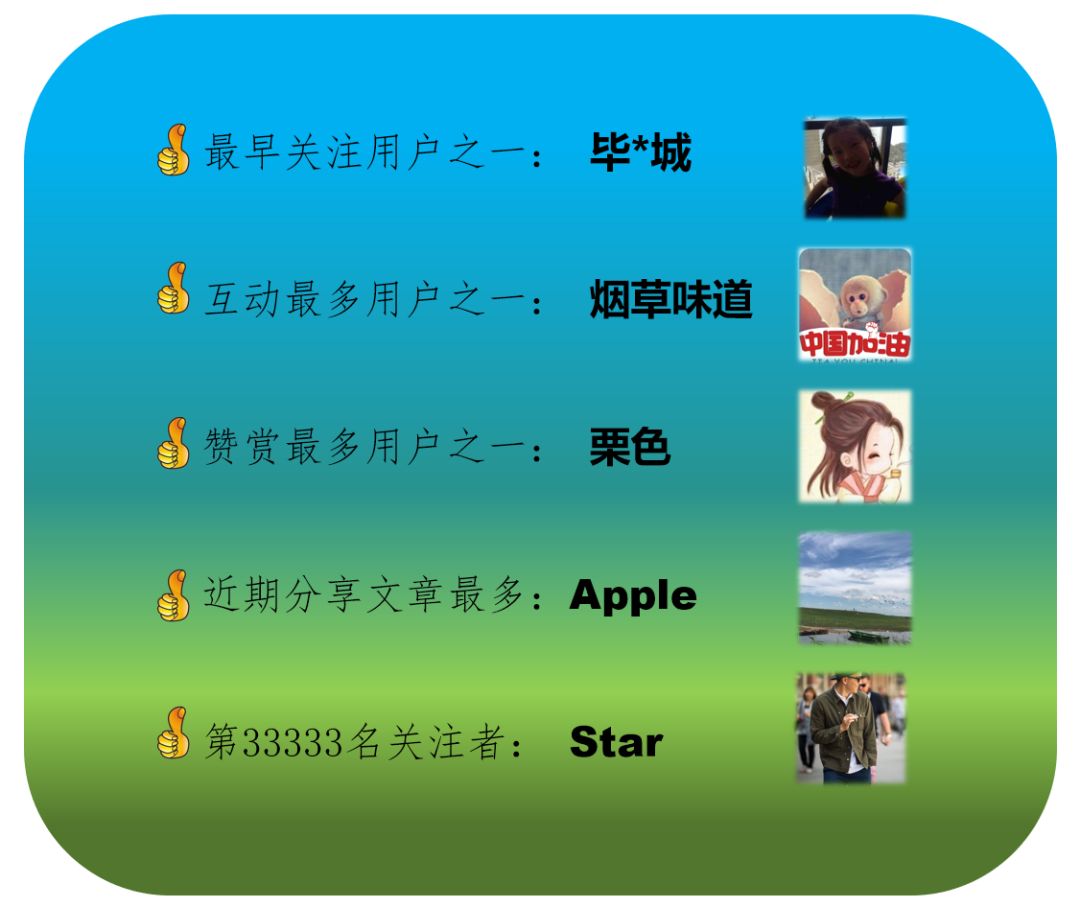 最早关注用户之一： 毕*城
互动最多用户之一： 烟草味道
中国加油
赞赏最多用户之一： 栗色
近期分享文章最多：Apple
第33333名关注者： Star